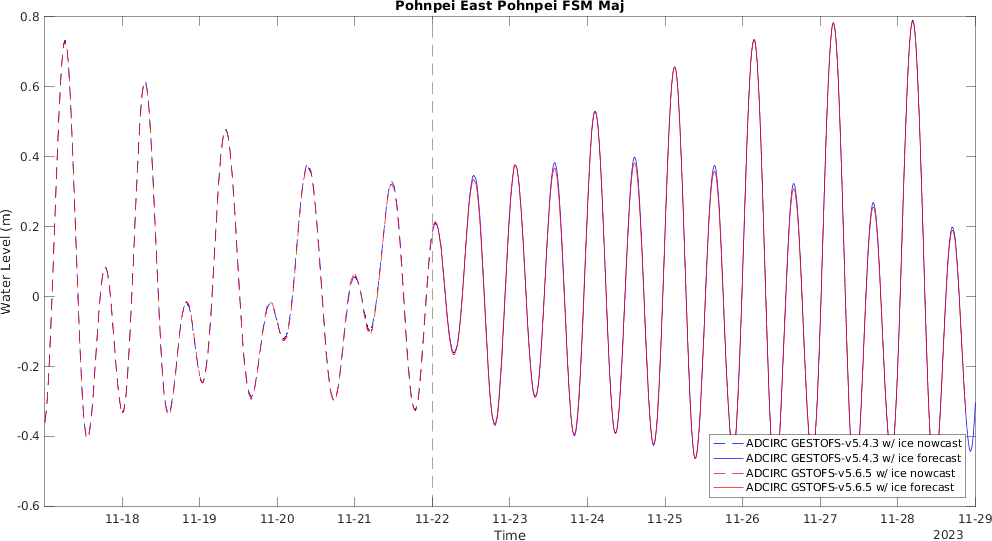 Pohnpei East Pohnpei FSM Maj
0.8
0.6
0.4
0.2
0
-0.2
-0.4
-0.6
Water Level (m)
ADCIRC GESTOFS-v5.4.3 w/ ice nowcast
ADCIRC GESTOFS-v5.4.3 w/ ice forecast
ADCIRC GSTOFS-v5.6.5 w/ ice nowcast
ADCIRC GSTOFS-v5.6.5 w/ ice forecast
11-18 11-19 11-20 11-21 11-22 11-23 11-24 11-25 11-26 11-27 11-28 11-29
Time
2023